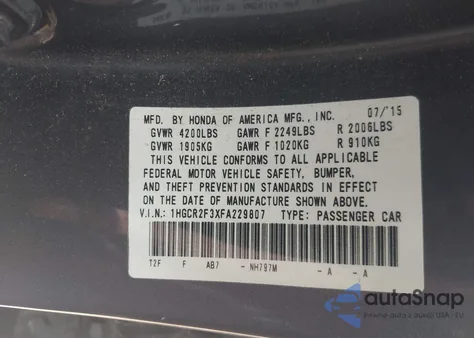 MFD. BY HONDA OF AMERICA MFG., INC. 07/'15
GVWR 4200LBS GAWR F 2249LBS R 2006LBS
GVWR 1905KG GAWR F 1020KG R 910KG
THIS VEHICLE CONFORMS TO ALL APPLICABLE
FEDERAL MOTOR VEHICLE SAFETY, BUMPER,
AND THEFT PREVENTION STANDARDS IN EFFECT
ON THE DATE OF MANUFACTURE SHOWN ABOVE.
V.I.N.: 1HGCR2F3XFA229807 TYPE: PASSENGER CAR
T2F F AB7 - NH797M - A - A
autoSnap